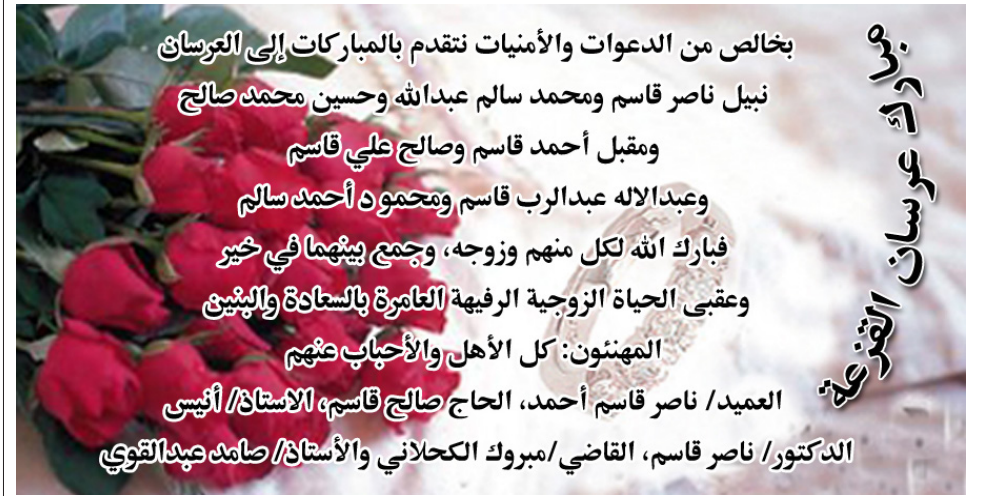 مبارك عرسان القزعة
بخالص من الدعوات والأمنيات نتقدم بالمباركات إلى العرسان
نبيل ناصر قاسم ومحمد سالم عبدالله وحسين محمد صالح
ومقبل أحمد قاسم وصالح علي قاسم
وعبدالاله عبدالرب قاسم ومحمو د أحمد سالم
فبارك الله لكل منهم وزوجه، وجمع بينهما في خير
وعقبى الحياة الزوجية الرفيهة العامرة بالسعادة والبنين
المهنئون: كل الأهل والأحباب عنهم
العميد/ ناصر قاسم أحمد، الحاج صالح قاسم، الاستاذ/ أنيس
الدكتور/ ناصر قاسم، القاضي/مبروك الكحلاني والأستاذ/ صامد عبدالقوي